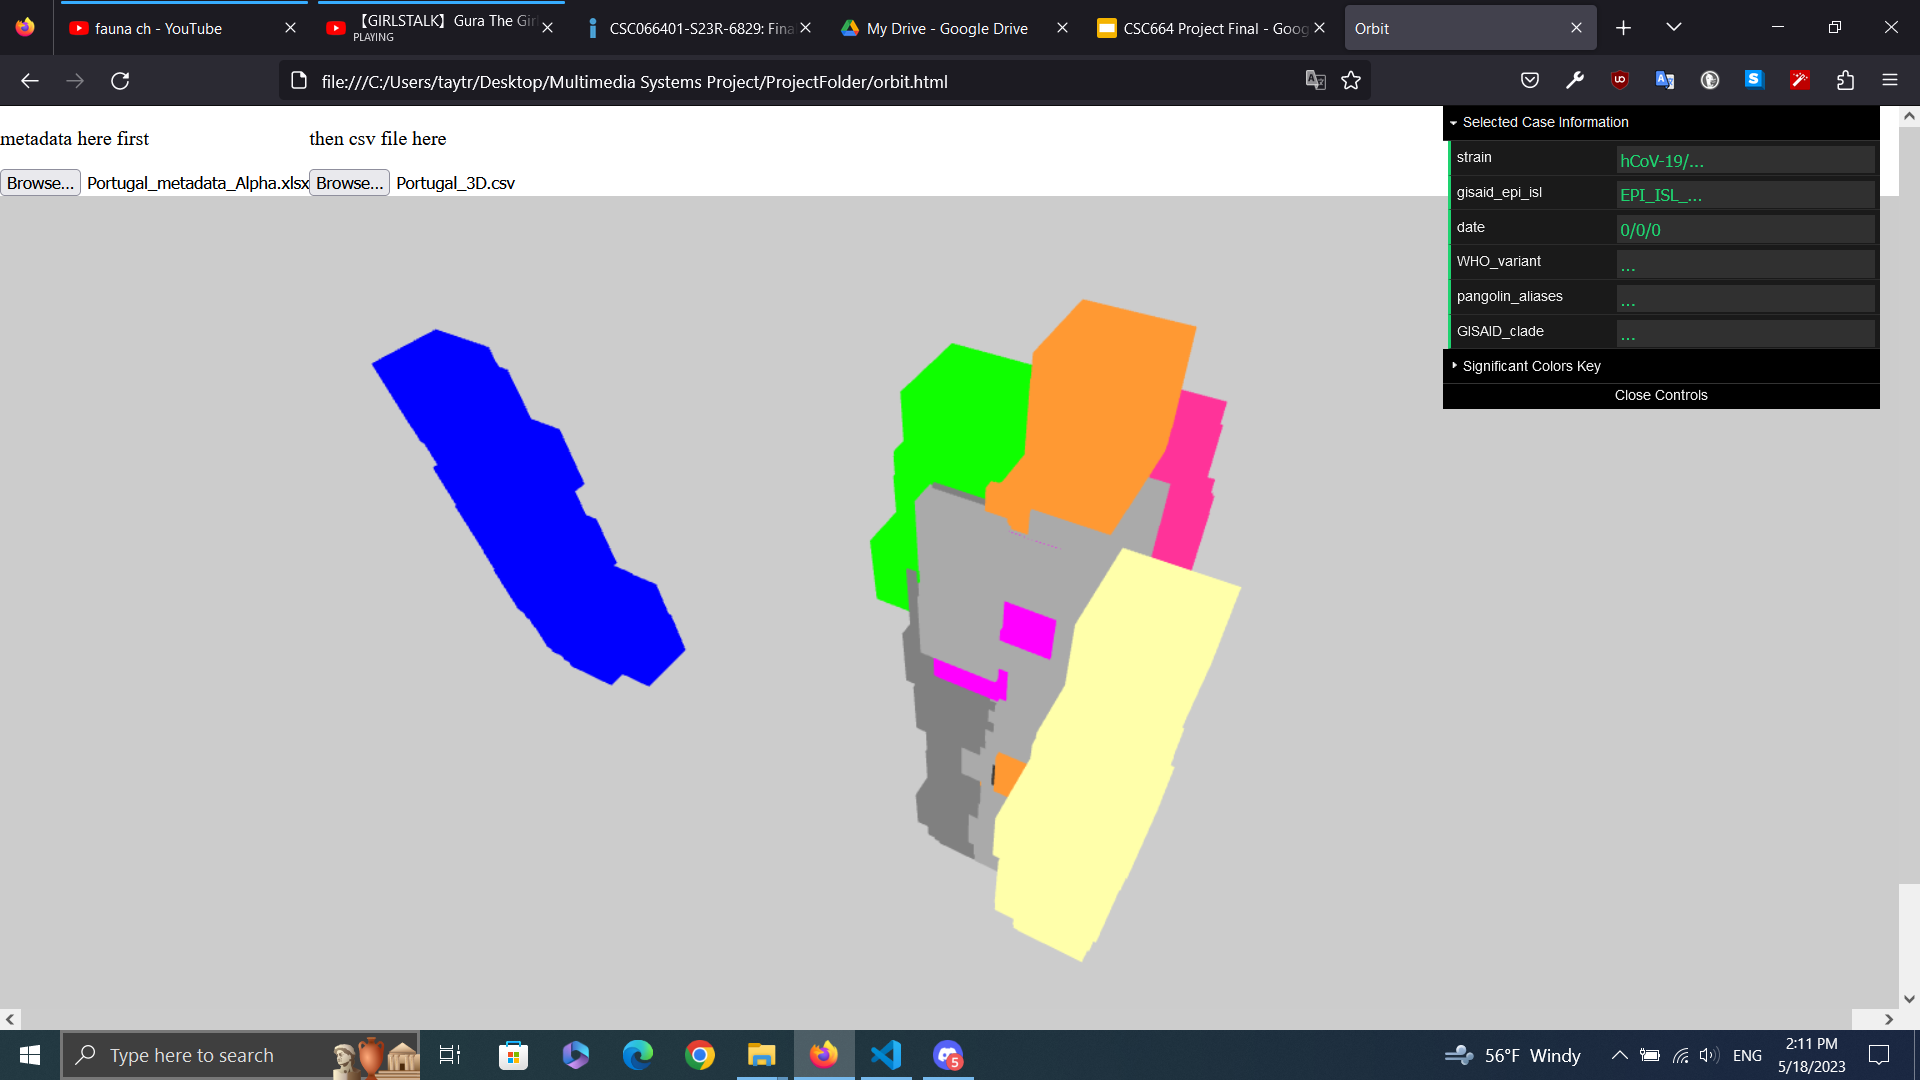 fauna ch - YouTube
【GIRLSTALK】Gura The Girl
PLAYING
CSC066401-S23R-6829: Fina
My Drive - Google Drive
CSC664 Project Final - Goog
Orbit
file:///C:/Users/taytr/Desktop/Multimedia Systems Project/ProjectFolder/orbit.html
metadata here first
then csv file here
Browse... Portugal_metadata_Alpha.xlsx
Browse... Portugal_3D.csv
Selected Case Information
strain hCoV-19/...
gisaid_epi_isl EPI_ISL_...
date 0/0/0
WHO_variant ...
pangolin_aliases ...
GISAID_clade ...
Significant Colors Key
Close Controls
Type here to search
5
56°F Windy
ENG
2:11 PM
5/18/2023